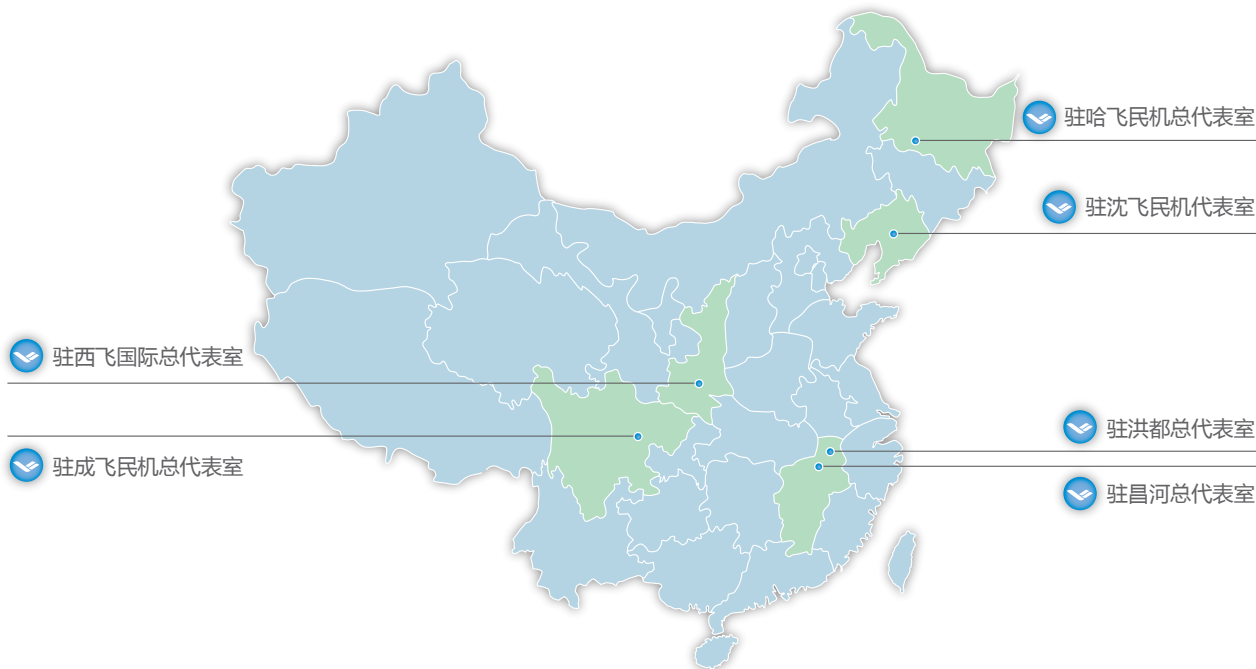 驻哈飞民机总代表室
驻沈飞民机代表室
驻西飞国际总代表室
驻洪都总代表室
驻成飞民机总代表室
驻昌河总代表室